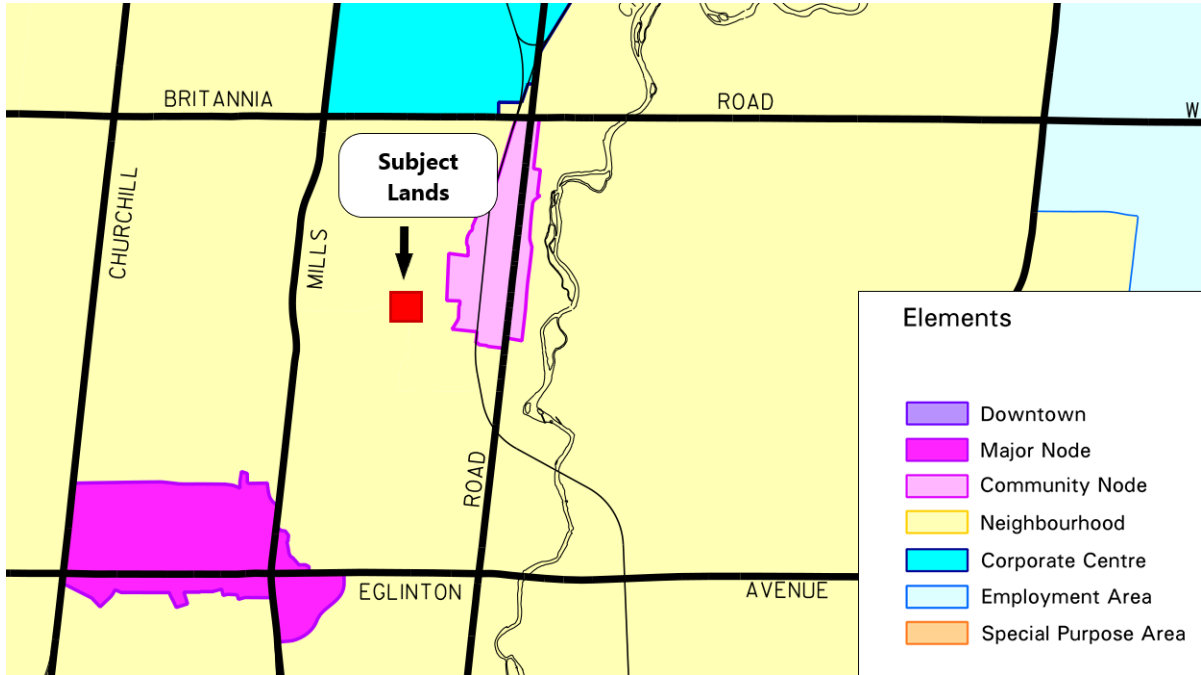 BRITANNIA
ROAD
W
Subject
Lands
CHURCHILL
MILLS
ROAD
EGLINTON
AVENUE
Elements
Downtown
Major Node
Community Node
Neighbourhood
Corporate Centre
Employment Area
Special Purpose Area